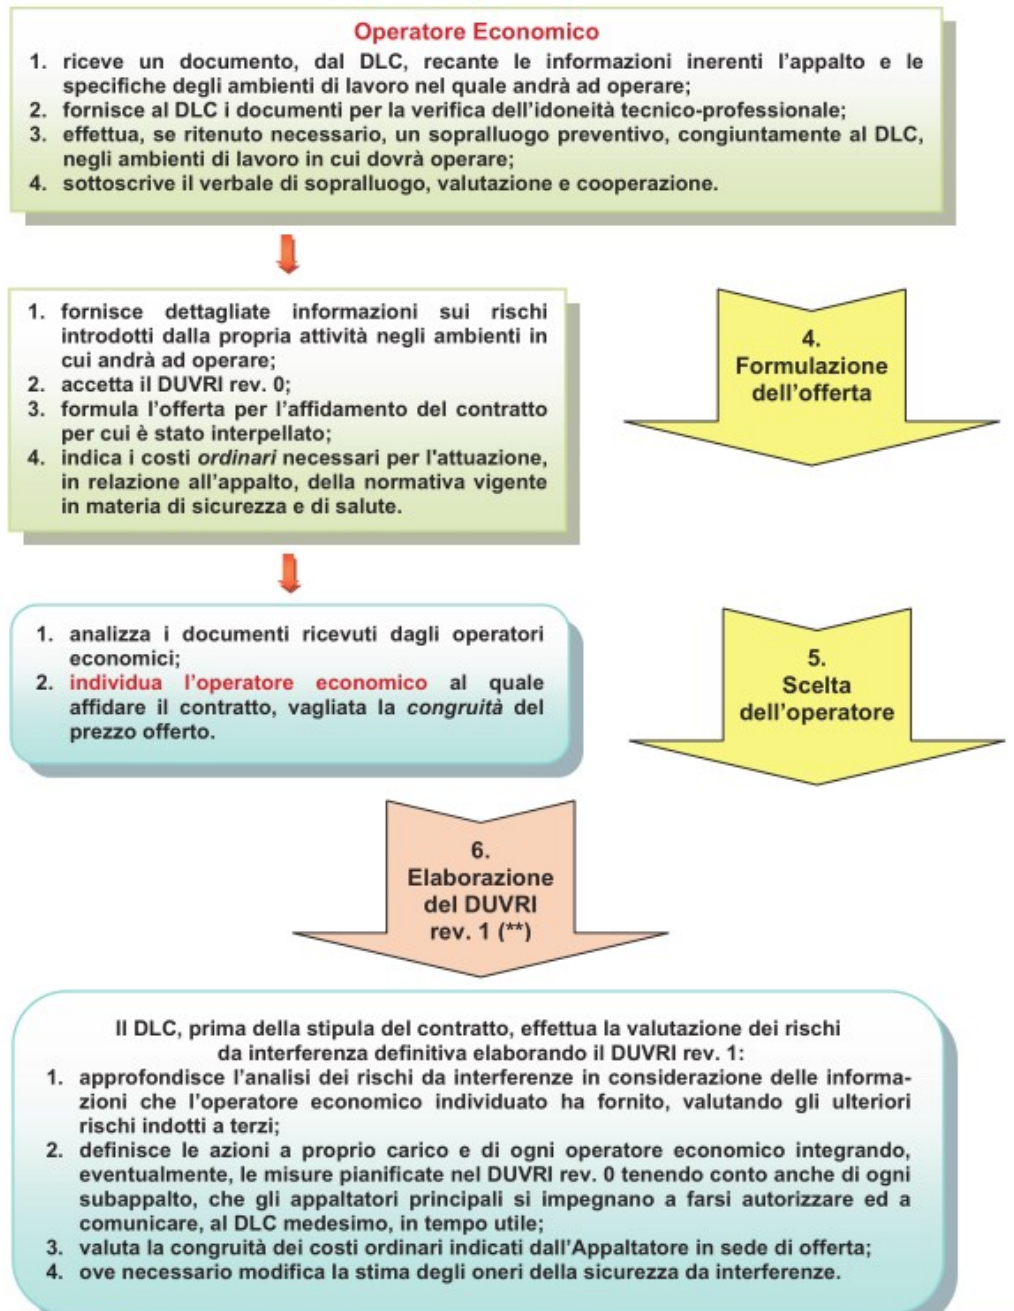 Operatore Economico
1. riceve un documento, dal DLC, recante le informazioni inerenti l'appalto e le
specifiche degli ambienti di lavoro nel quale andrà ad operare;
2. fornisce al DLC i documenti per la verifica dell'idoneità tecnico-professionale;
3. effettua, se ritenuto necessario, un sopralluogo preventivo, congiuntamente al DLC,
negli ambienti di lavoro in cui dovrà operare;
4. sottoscrive il verbale di sopralluogo, valutazione e cooperazione.
1. fornisce dettagliate informazioni sui rischi
introdotti dalla propria attività negli ambienti in
cui andrà ad operare;
2. accetta il DUVRI rev. 0;
3. formula l'offerta per l'affidamento del contratto
per cui è stato interpellato;
4. indica i costi ordinari necessari per l'attuazione,
in relazione all'appalto, della normativa vigente
in materia di sicurezza e di salute.
4.
Formulazione
dell'offerta
1. analizza i documenti ricevuti dagli operatori
economici;
2. individua l'operatore economico al quale
affidare il contratto, vagliata la congruità del
prezzo offerto.
5.
Scelta
dell'operatore
6.
Elaborazione
del DUVRI
rev. 1 (**)
Il DLC, prima della stipula del contratto, effettua la valutazione dei rischi
da interferenza definitiva elaborando il DUVRI rev. 1:
1. approfondisce l'analisi dei rischi da interferenze in considerazione delle informa-
zioni che l'operatore economico individuato ha fornito, valutando gli ulteriori
rischi indotti a terzi;
2. definisce le azioni a proprio carico e di ogni operatore economico integrando,
eventualmente, le misure pianificate nel DUVRI rev. 0 tenendo conto anche di ogni
subappalto, che gli appaltatori principali si impegnano a farsi autorizzare ed a
comunicare, al DLC medesimo, in tempo utile;
3. valuta la congruità dei costi ordinari indicati dall'Appaltatore in sede di offerta;
4. ove necessario modifica la stima degli oneri della sicurezza da interferenze.